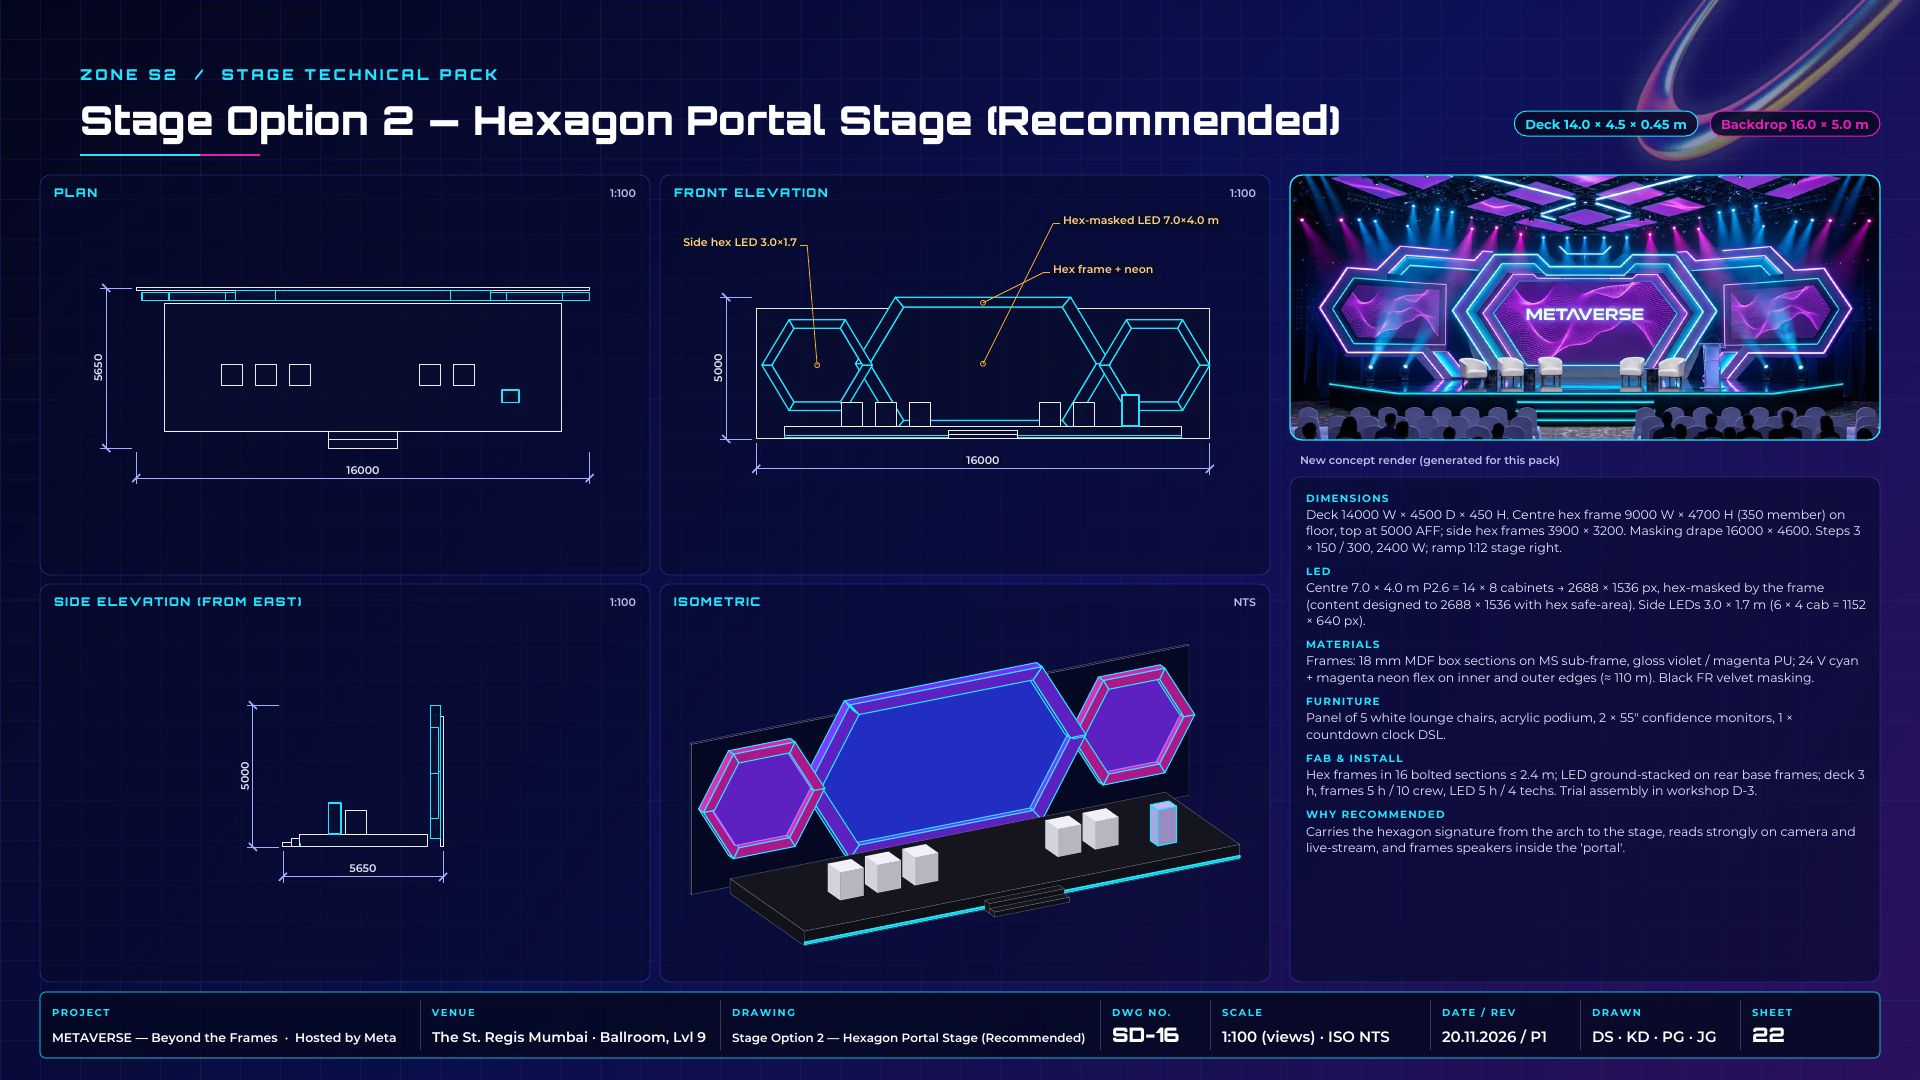 ZONE S2 / STAGE TECHNICAL PACK
Stage Option 2 — Hexagon Portal Stage (Recommended)
Deck 14.0 × 4.5 × 0.45 m
Backdrop 16.0 × 5.0 m
PLAN
1:100
5650
16000
FRONT ELEVATION
1:100
Hex-masked LED 7.0×4.0 m
Side hex LED 3.0×1.7
Hex frame + neon
5000
16000
METAVERSE
New concept render (generated for this pack)
SIDE ELEVATION (FROM EAST)
1:100
5000
5650
ISOMETRIC
NTS
DIMENSIONS
Deck 14000 W × 4500 D × 450 H. Centre hex frame 9000 W × 4700 H (350 member) on
floor, top at 5000 AFF; side hex frames 3900 × 3200. Masking drape 16000 × 4600. Steps 3
× 150 / 300, 2400 W; ramp 1:12 stage right.
LED
Centre 7.0 × 4.0 m P2.6 = 14 × 8 cabinets → 2688 × 1536 px, hex-masked by the frame
(content designed to 2688 × 1536 with hex safe-area). Side LEDs 3.0 × 1.7 m (6 × 4 cab = 1152
× 640 px).
MATERIALS
Frames: 18 mm MDF box sections on MS sub-frame, gloss violet / magenta PU; 24 V cyan
+ magenta neon flex on inner and outer edges (≈ 110 m). Black FR velvet masking.
FURNITURE
Panel of 5 white lounge chairs, acrylic podium, 2 × 55" confidence monitors, 1 ×
countdown clock DSL.
FAB & INSTALL
Hex frames in 16 bolted sections ≤ 2.4 m; LED ground-stacked on rear base frames; deck 3
h, frames 5 h / 10 crew, LED 5 h / 4 techs. Trial assembly in workshop D-3.
WHY RECOMMENDED
Carries the hexagon signature from the arch to the stage, reads strongly on camera and
live-stream, and frames speakers inside the 'portal'.
PROJECT
METAVERSE — Beyond the Frames · Hosted by Meta
VENUE
The St. Regis Mumbai · Ballroom, Lvl 9
DRAWING
Stage Option 2 — Hexagon Portal Stage (Recommended)
DWG NO.
SD-16
SCALE
1:100 (views) · ISO NTS
DATE / REV
20.11.2026 / P1
DRAWN
DS · KD · PG · JG
SHEET
22